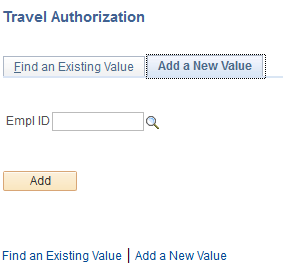 Travel Authorization
Find an Existing Value Add a New Value
Empl ID
Add
Find an Existing Value | Add a New Value